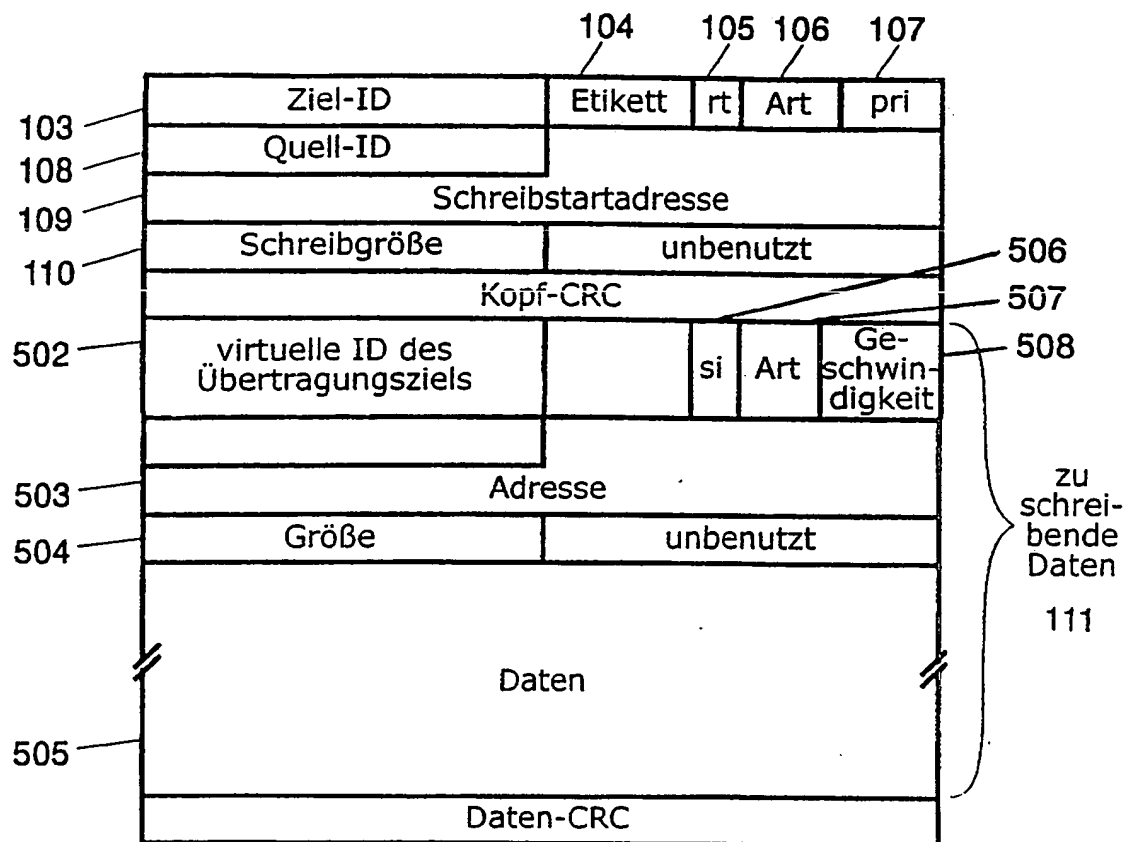 104 105 106 107
103 Ziel-ID Etikett rt Art pri
108 Quell-ID
109 Schreibstartadresse
110 Schreibgröße unbenutzt
506
Kopf-CRC
507
502 virtuelle ID des
Übertragungsziels
si Art
Ge-
schwin-
digkeit
508
503 Adresse
504 Größe unbenutzt
zu
schrei-
bende
Daten
111
Daten
505
Daten-CRC